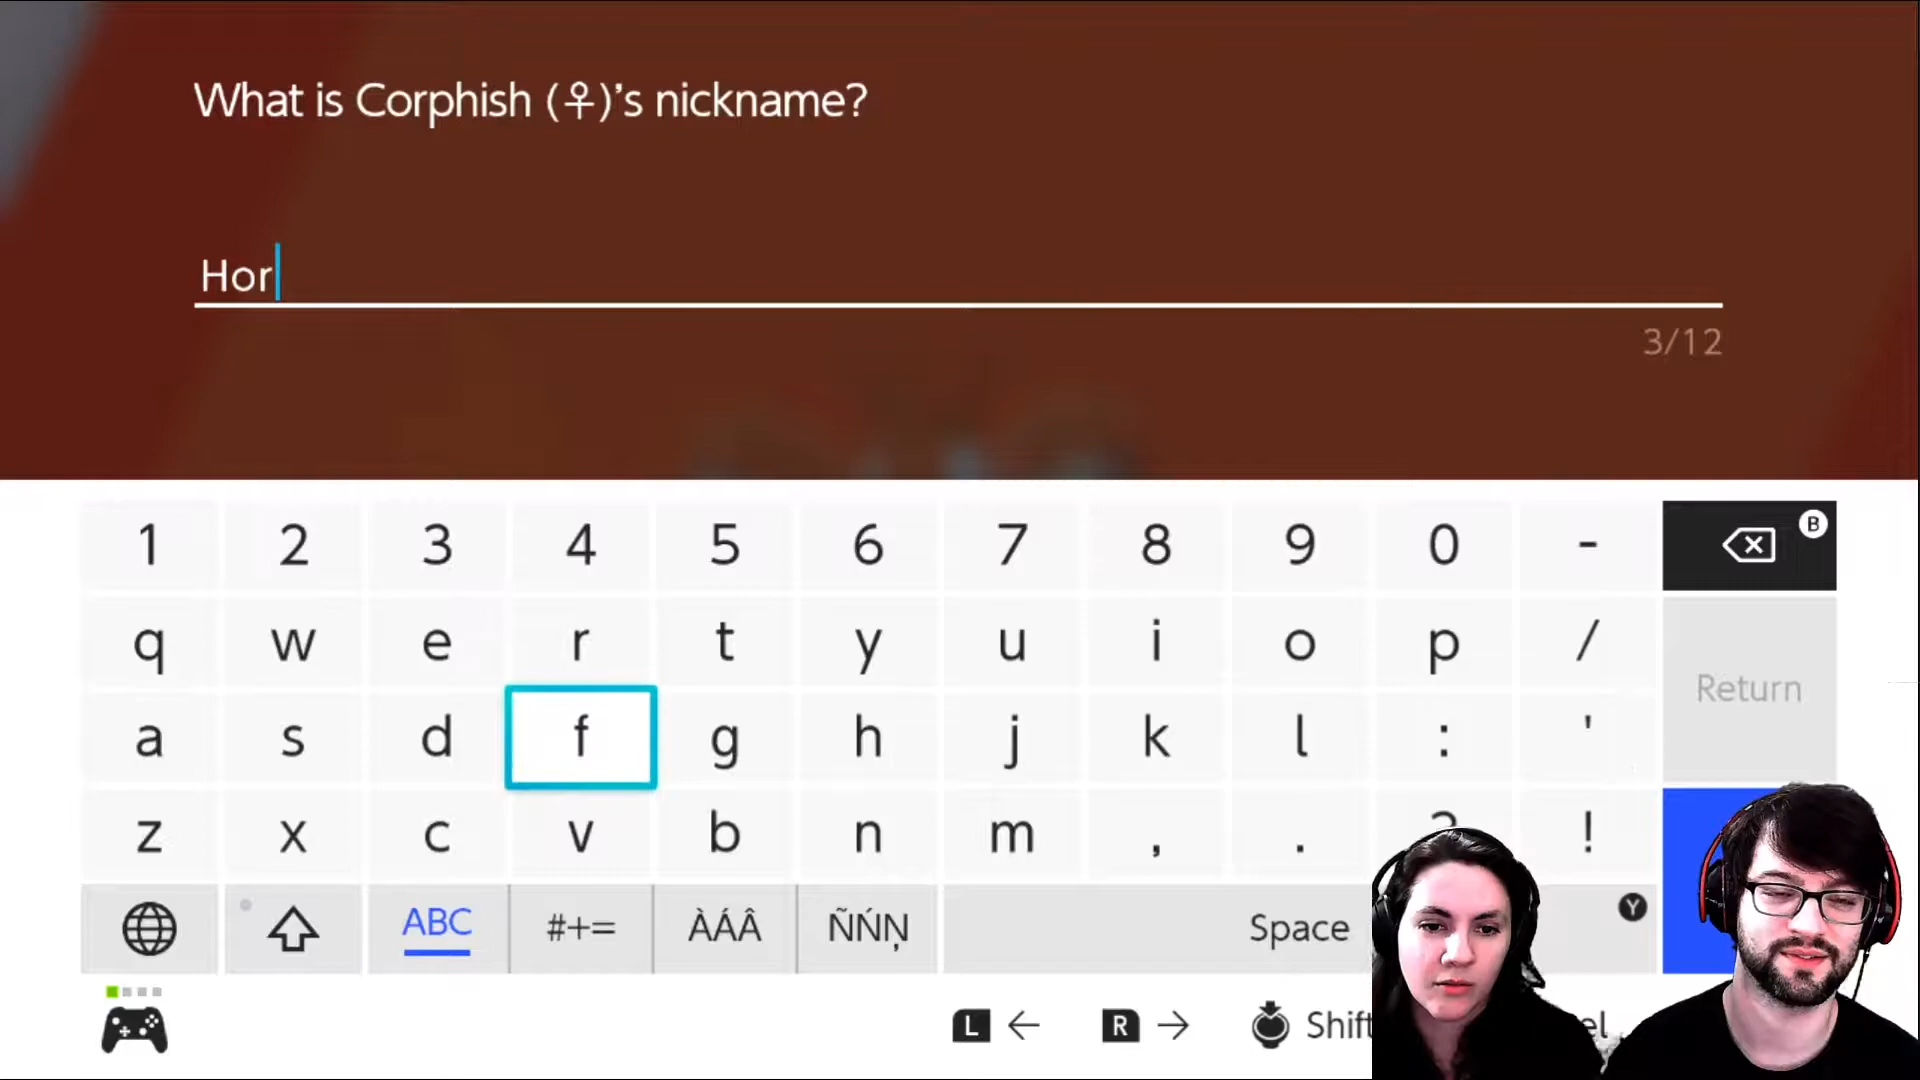 What is Corphish (♀)'s nickname?
Hor
3/12
1 2 3 4 5 6 7 8 9 0 - B
q w e r t y u i o p /
Return
a s d f g h j k l : '
z x c v b n m , . ? !
ABC #+= ÀÁÂ ÑŃŅ Space Y
L ← R → Shift